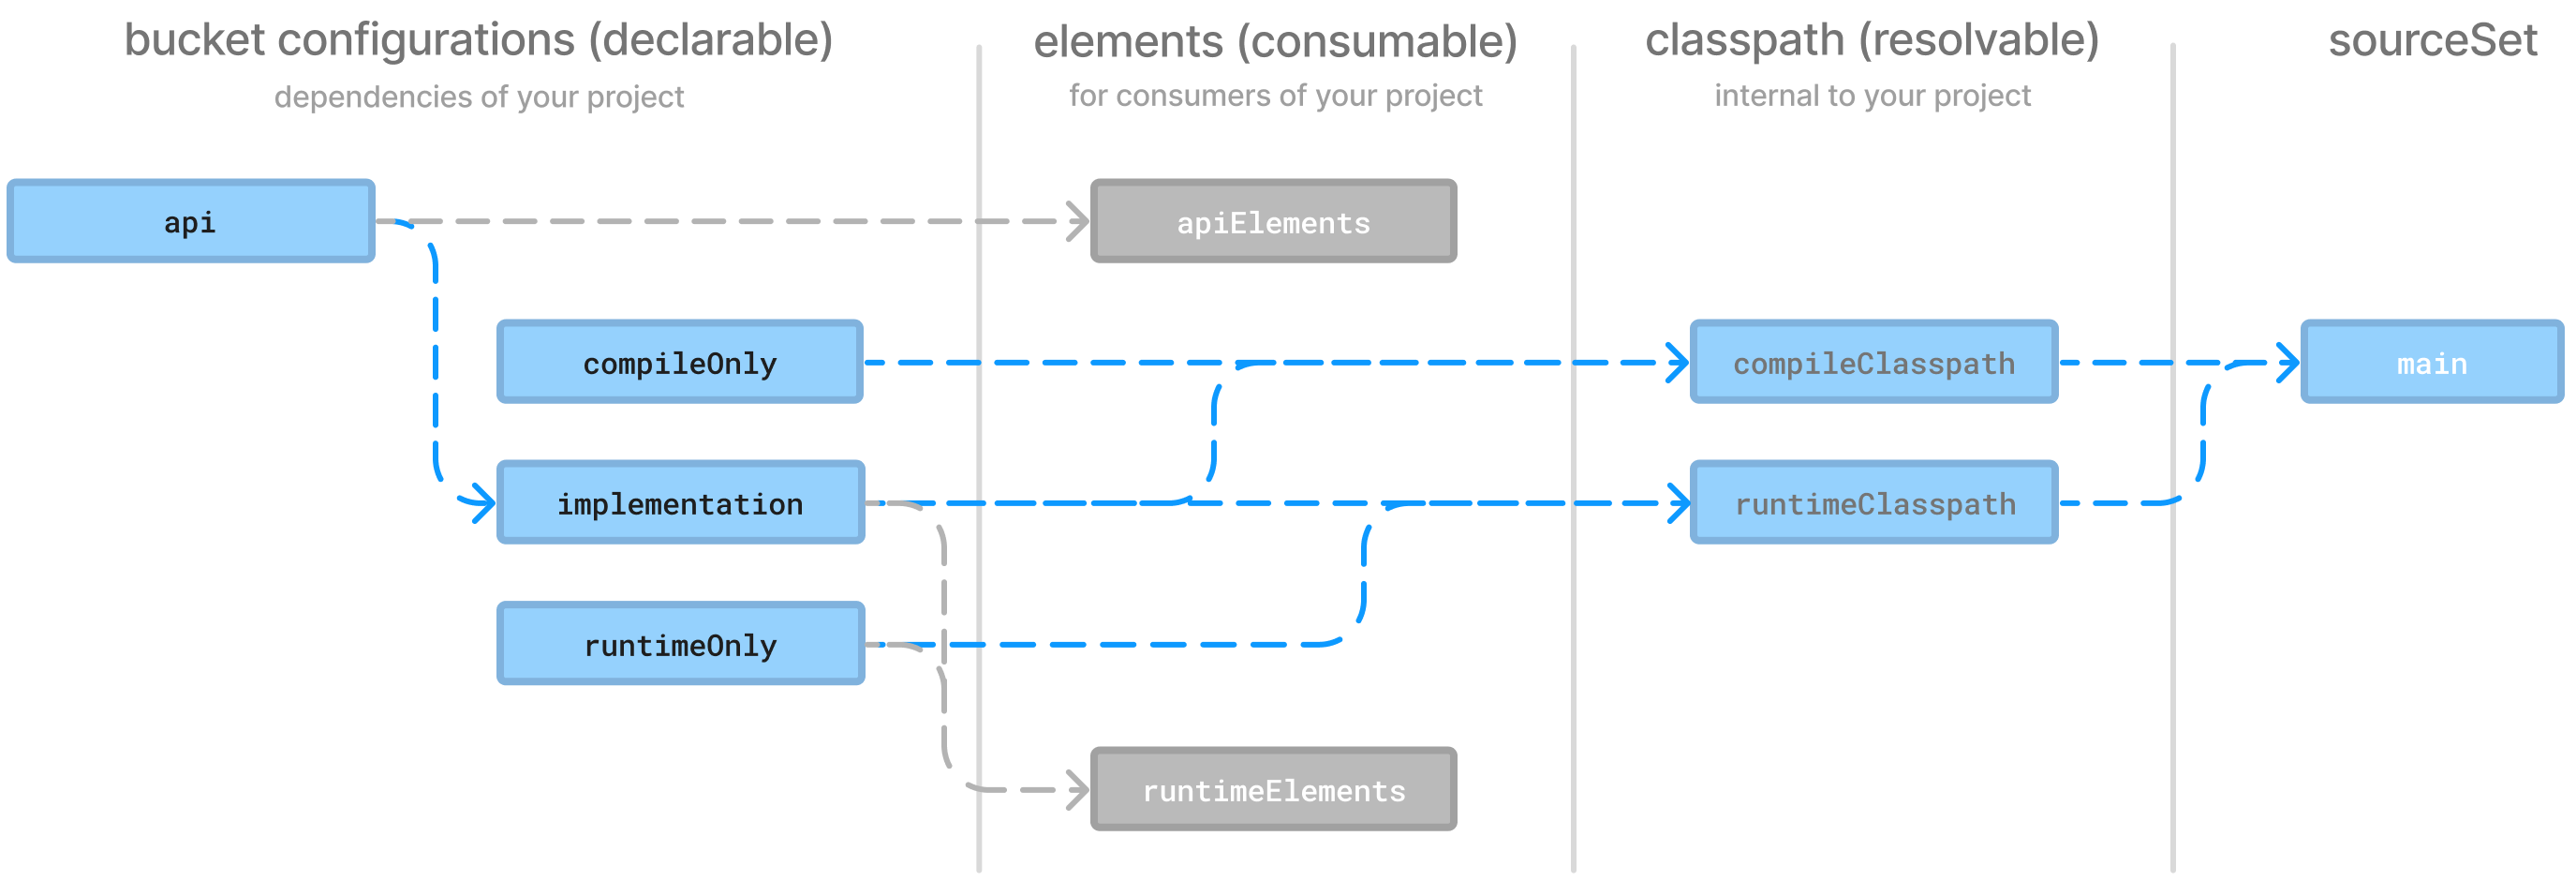 bucket configurations (declarable)
dependencies of your project
elements (consumable)
for consumers of your project
classpath (resolvable)
internal to your project
sourceSet
api
apiElements
compileOnly
compileClasspath
main
implementation
runtimeClasspath
runtimeOnly
runtimeElements